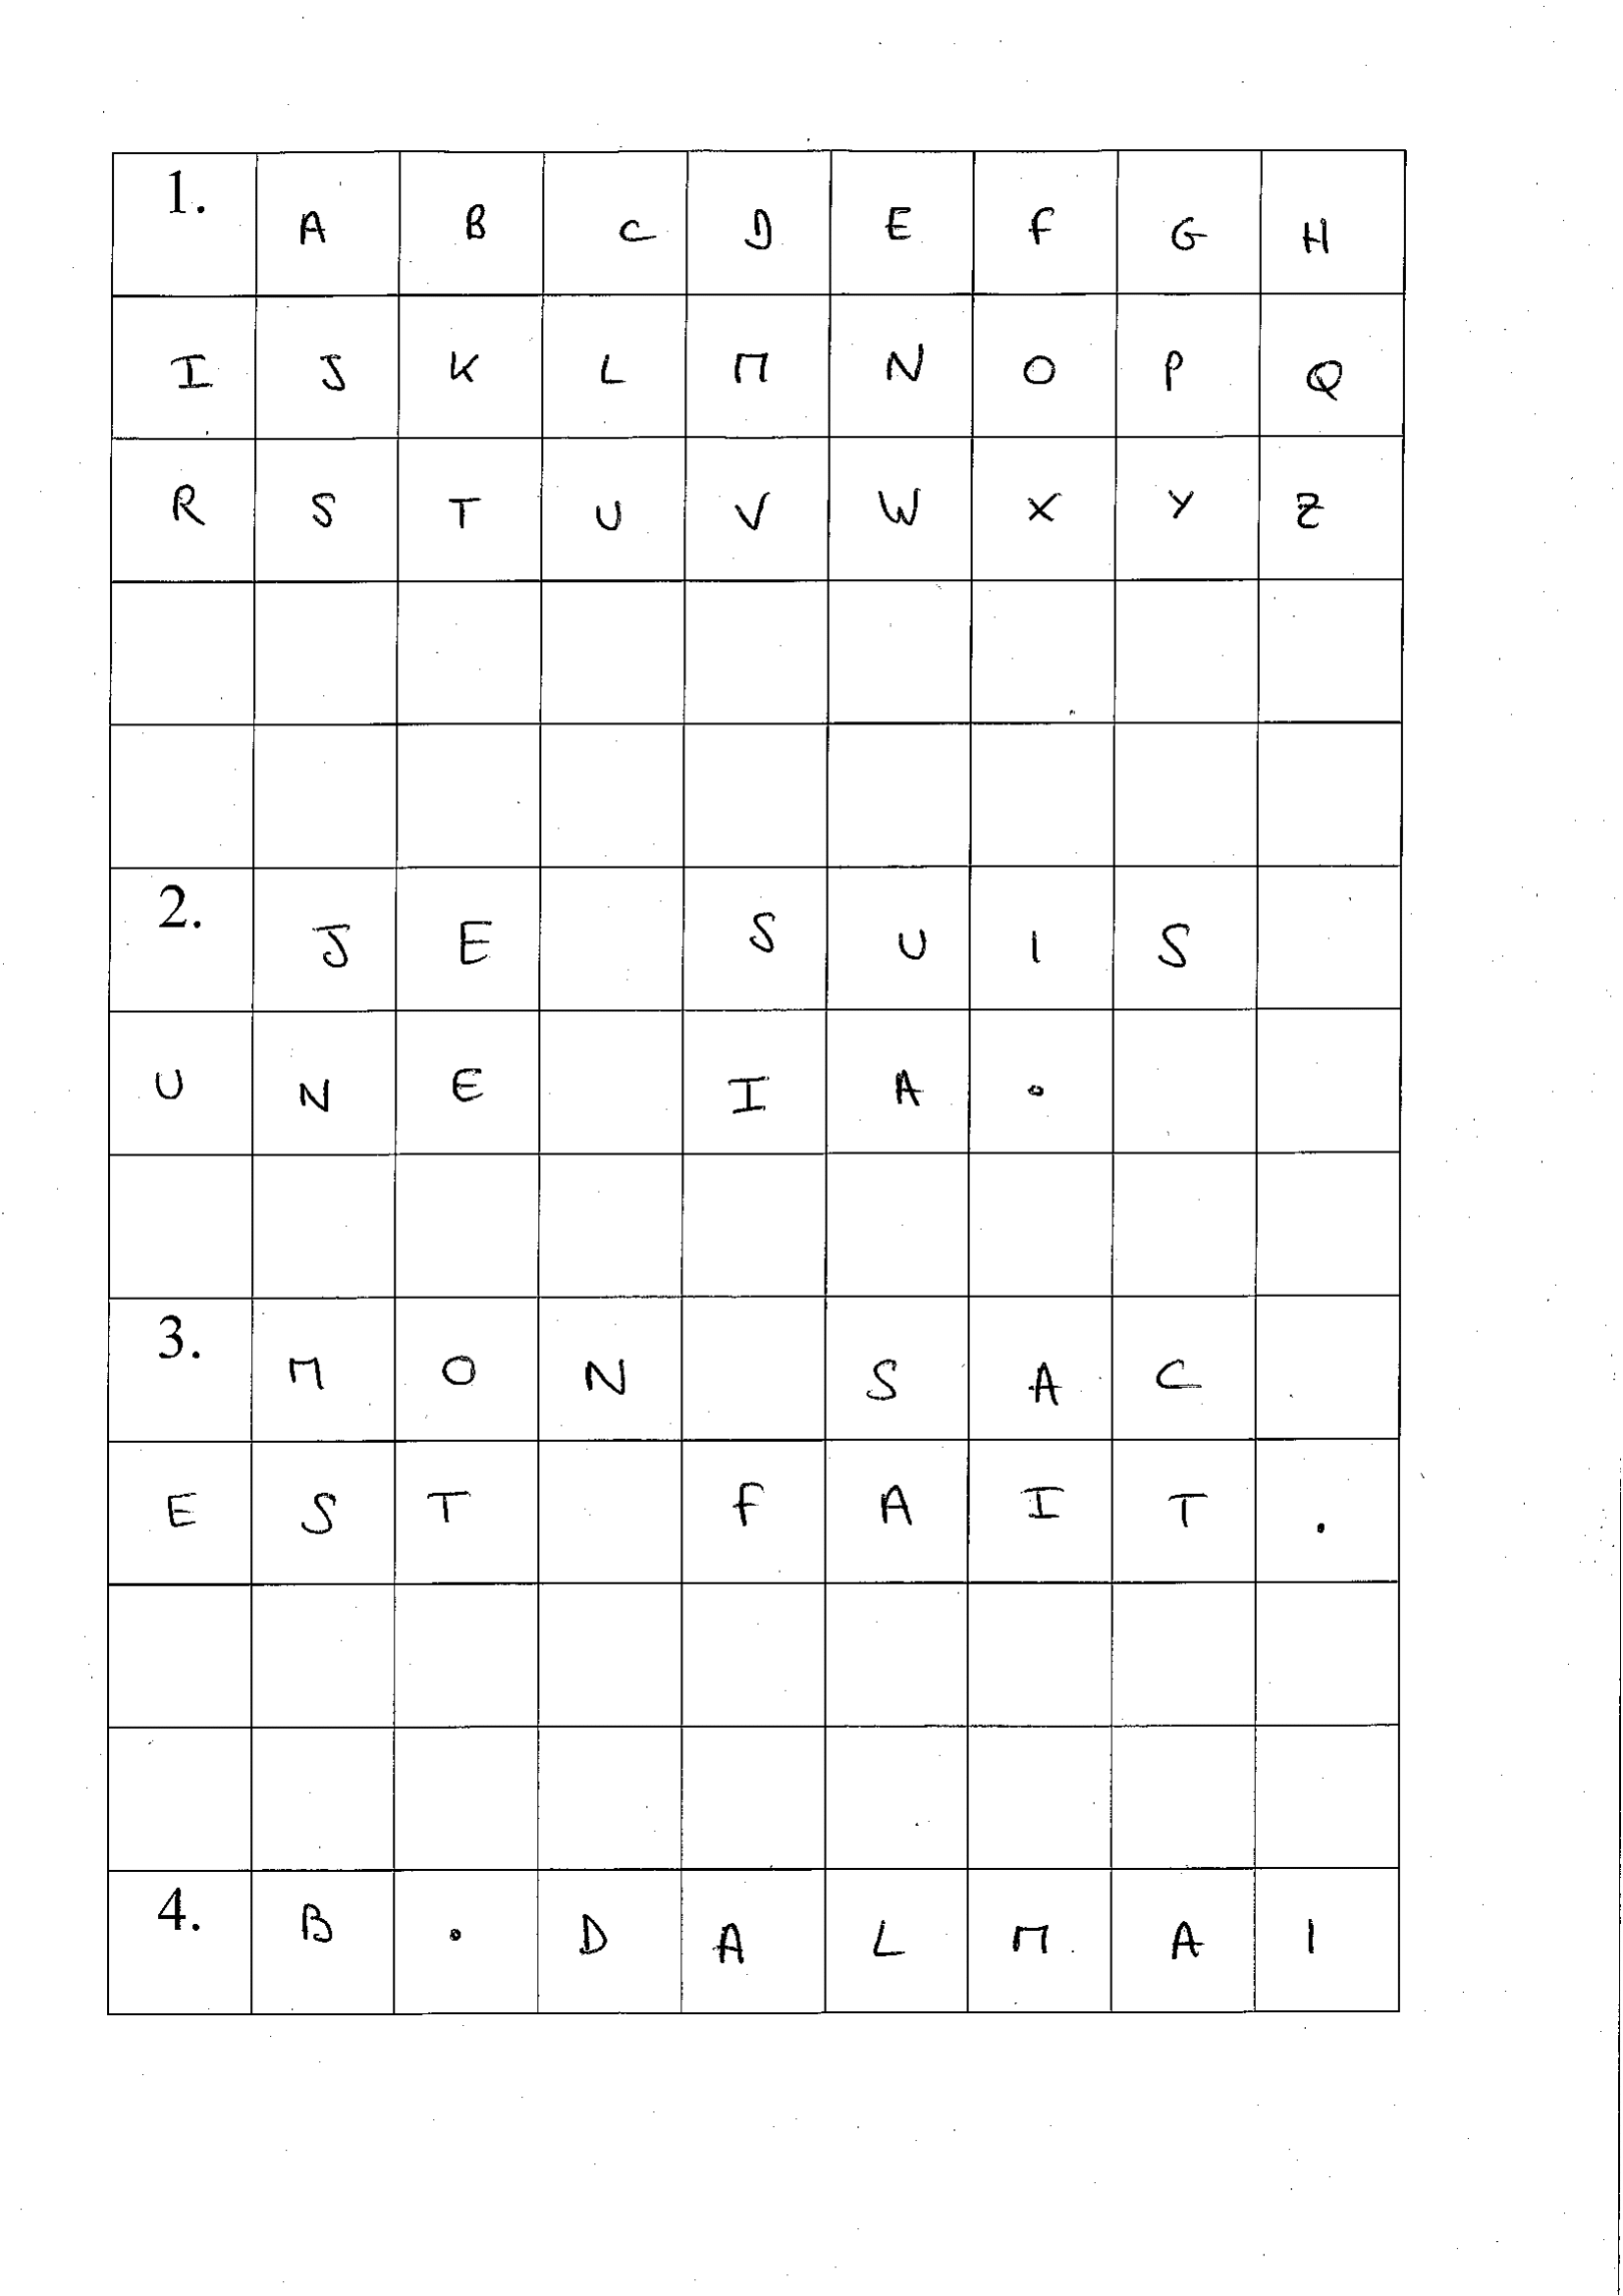 1. A B C D E F G H
I J K L M N O P Q
R S T U V W X Y Z
2. J E   S U I S
U N E   I A .
3. M O N   S A C
E S T   F A I T .
4. B . D A L M A I